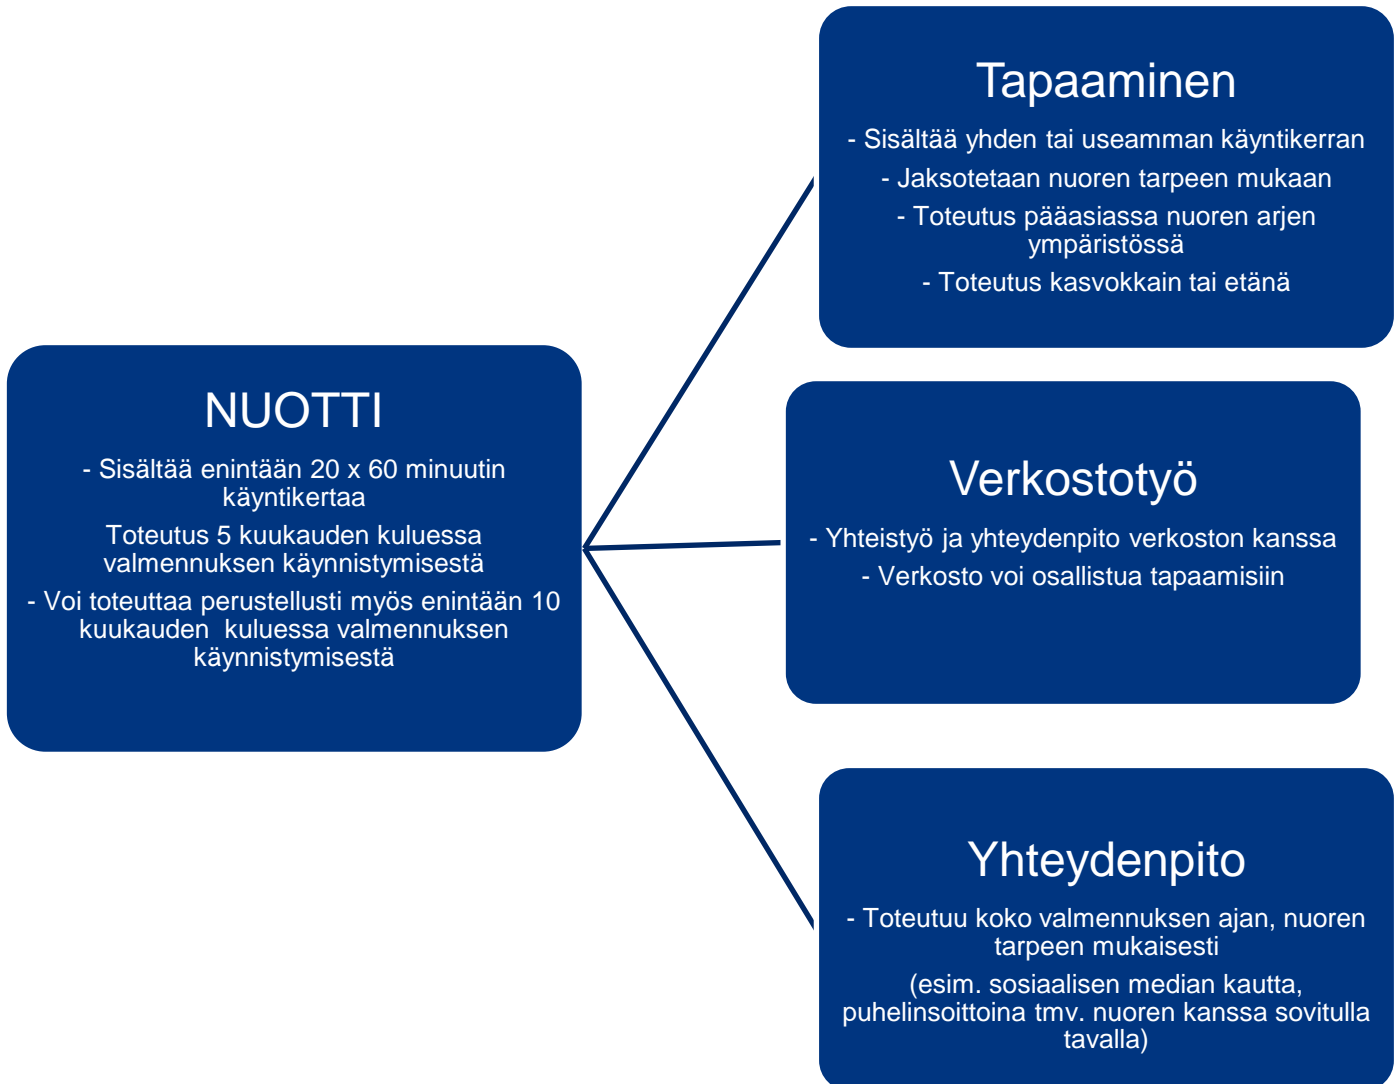 NUOTTI
- Sisältää enintään 20 x 60 minuutin
käyntikertaa
Toteutus 5 kuukauden kuluessa
valmennuksen käynnistymisestä
- Voi toteuttaa perustellusti myös enintään 10
kuukauden  kuluessa valmennuksen
käynnistymisestä
Tapaaminen
- Sisältää yhden tai useamman käyntikerran
- Jaksotetaan nuoren tarpeen mukaan
- Toteutus pääasiassa nuoren arjen
ympäristössä
- Toteutus kasvokkain tai etänä
Verkostotyö
- Yhteistyö ja yhteydenpito verkoston kanssa
- Verkosto voi osallistua tapaamisiin
Yhteydenpito
- Toteutuu koko valmennuksen ajan, nuoren
tarpeen mukaisesti
(esim. sosiaalisen median kautta,
puhelinsoittoina tmv. nuoren kanssa sovitulla
tavalla)